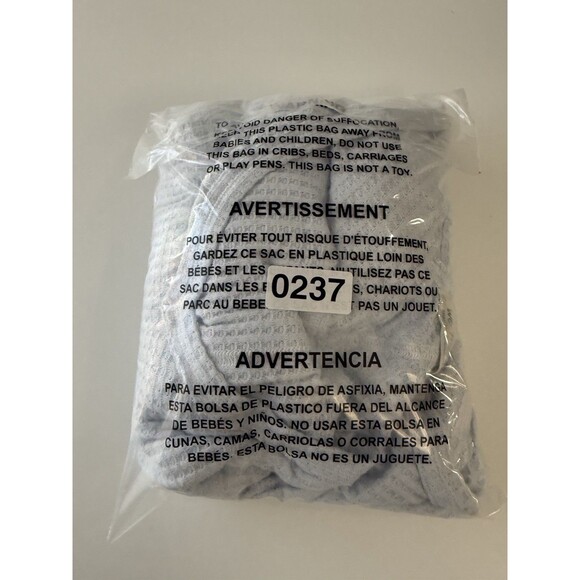 TO AVOID DANGER OF SUFFOCATION
KEEP THIS PLASTIC BAG AWAY FROM
BABIES AND CHILDREN, DO NOT USE
THIS BAG IN CRIBS, BEDS, CARRIAGES
OR PLAY PENS. THIS BAG IS NOT A TOY.
AVERTISSEMENT
POUR ÉVITER TOUT RISQUE D'ÉTOUFFEMENT,
GARDEZ CE SAC EN PLASTIQUE LOIN DES
BÉBÉS ET LES N'UTILISEZ PAS CE
SAC DANS LES CHARIOTS OU
PARC AU BEBE PAS UN JOUET.
0237
ADVERTENCIA
PARA EVITAR EL PELIGRO DE ASFIXIA, MANTENGA
ESTA BOLSA DE PLASTICO FUERA DEL ALCANCE
DE BEBÉS Y NIÑOS. NO USAR ESTA BOLSA EN
CUNAS, CAMAS, CARRIOLAS O CORRALES PARA
BEBÉS. ESTA BOLSA NO ES UN JUGUETE.